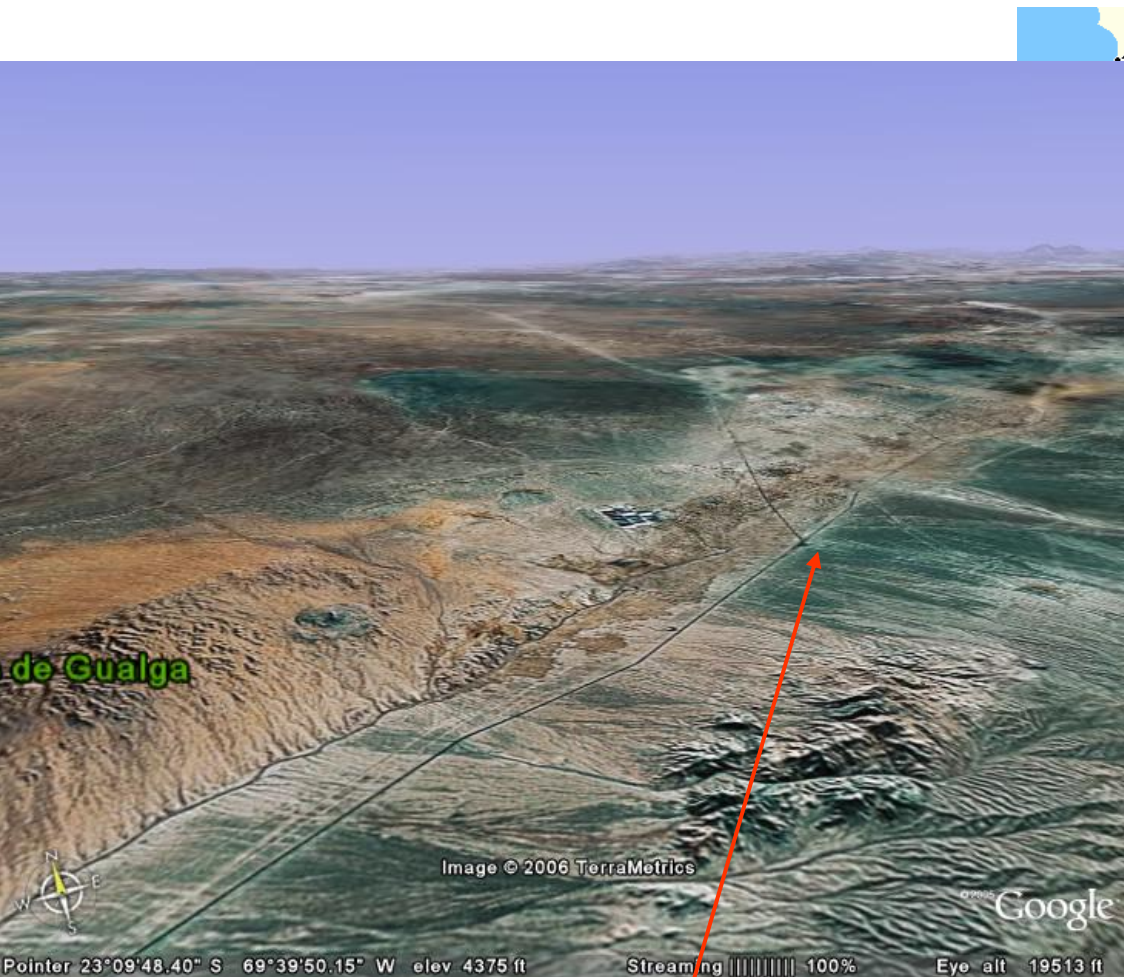 de Gualga
N
W E
S
Image © 2006 TerraMetrics
©2005 Google
Pointer 23°09'48.40" S 69°39'50.15" W elev 4375 ft Streaming |||||||||| 100% Eye alt 19513 ft